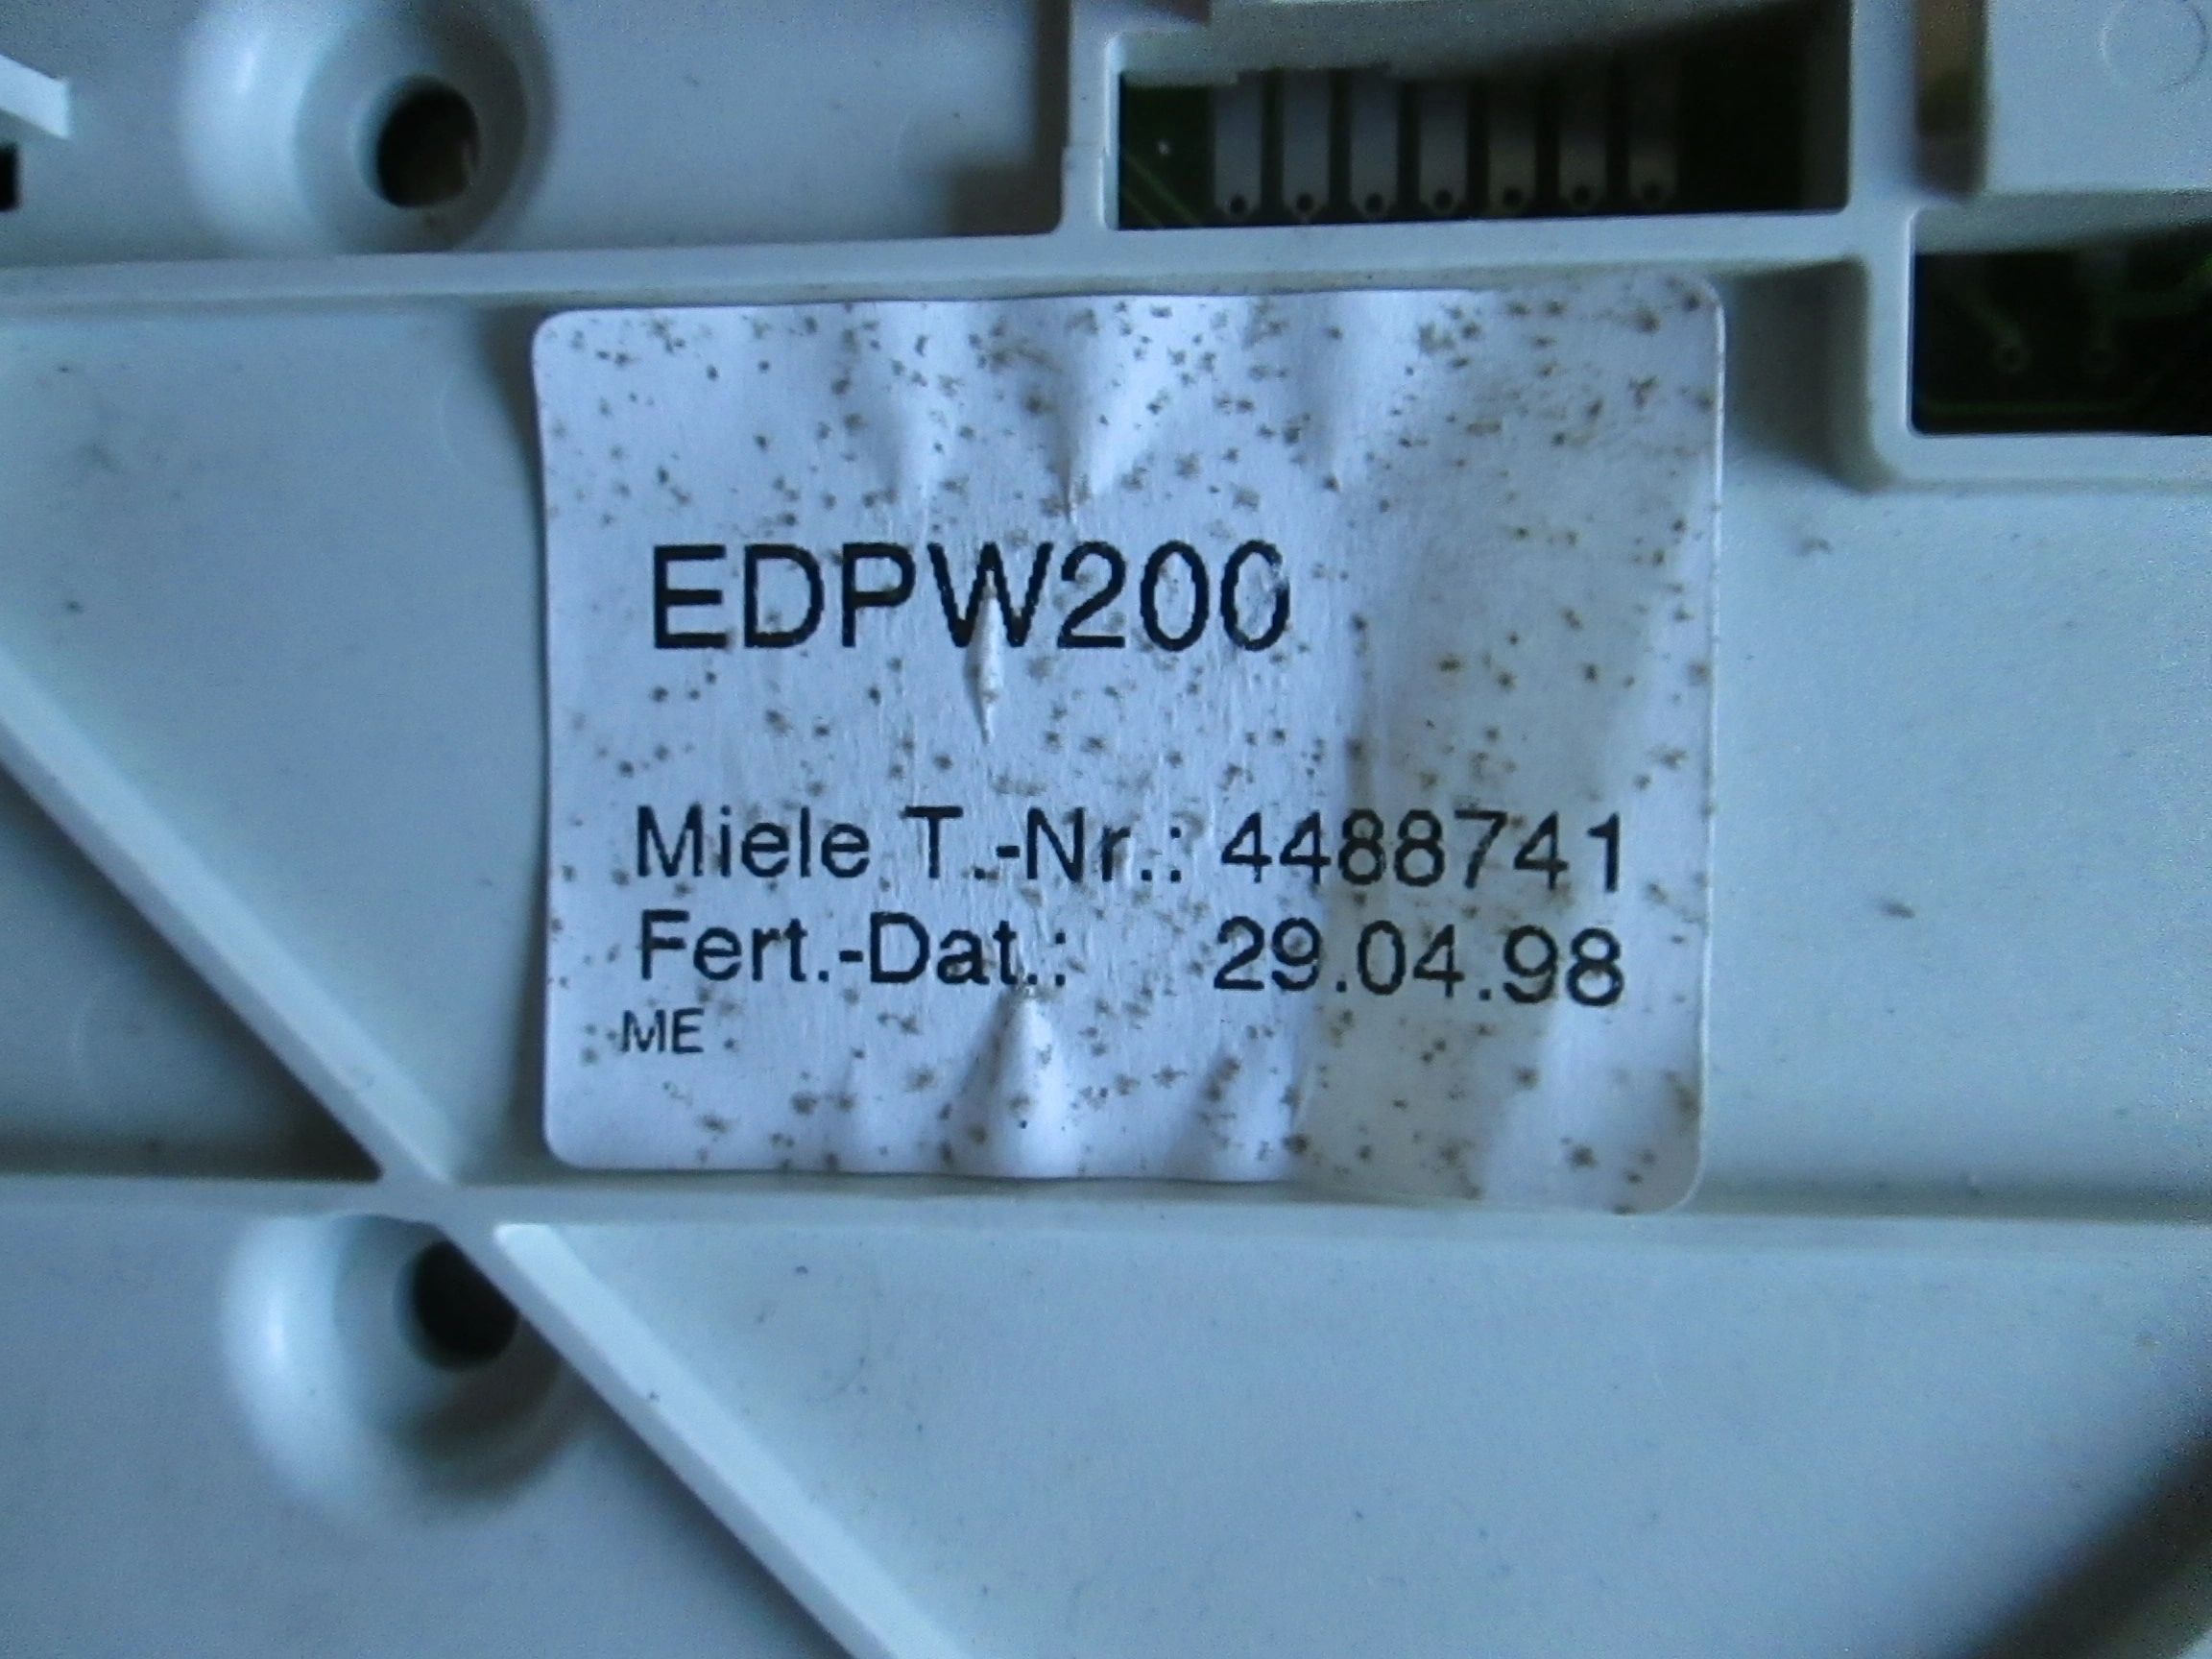 EDPW200
Miele T.-Nr.: 4488741
Fert.-Dat.: 29.04.98
ME